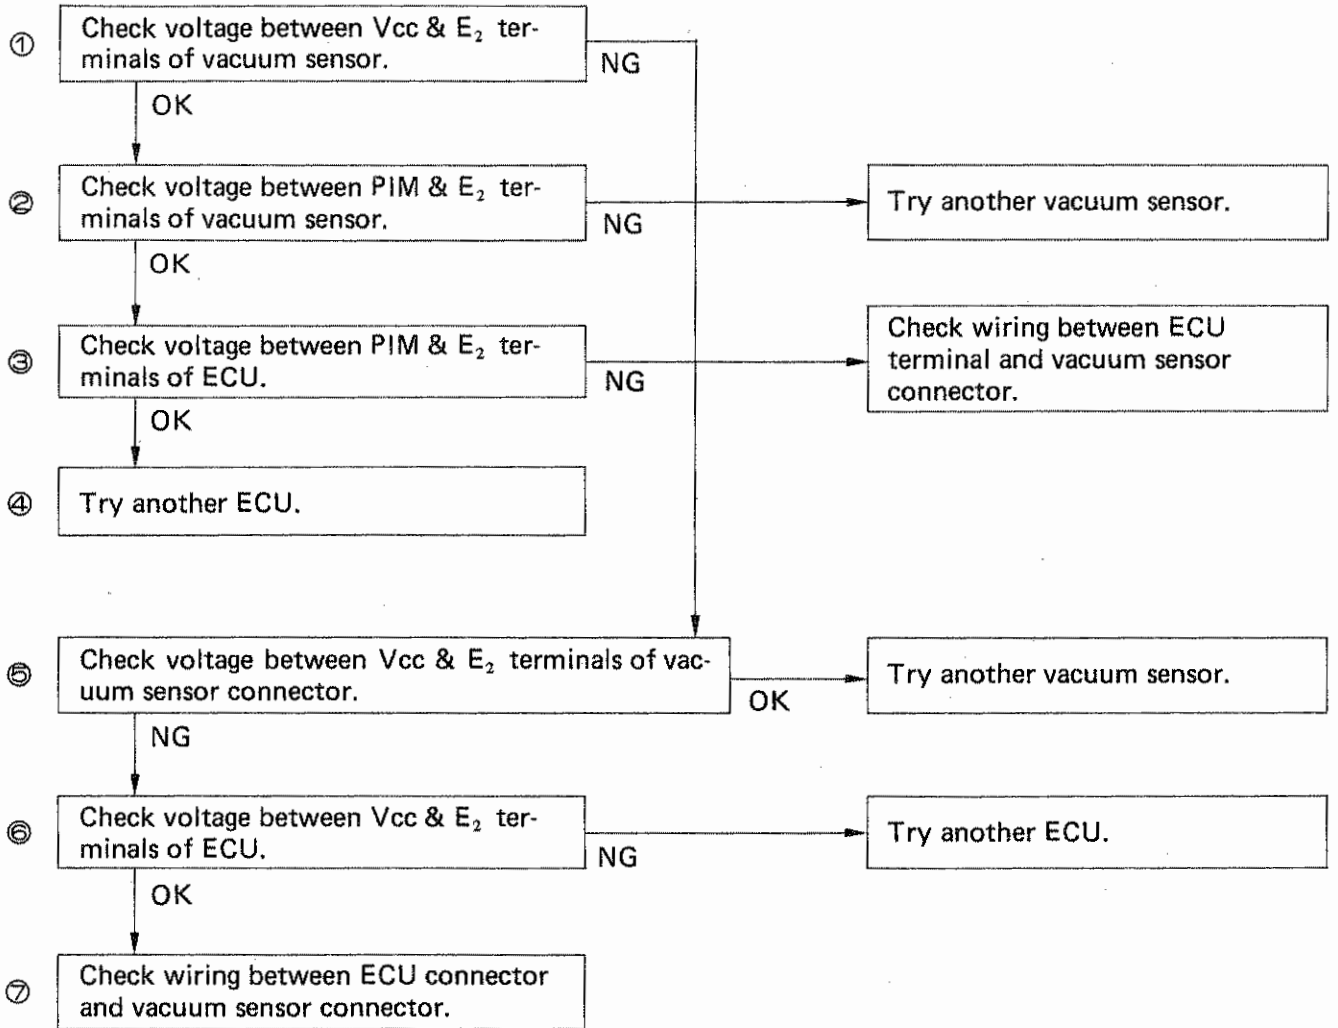 ① Check voltage between Vcc & E₂ ter-
minals of vacuum sensor.
NG
OK
② Check voltage between PIM & E₂ ter-
minals of vacuum sensor.
NG
Try another vacuum sensor.
OK
③ Check voltage between PIM & E₂ ter-
minals of ECU.
NG
Check wiring between ECU
terminal and vacuum sensor
connector.
OK
④ Try another ECU.
⑤ Check voltage between Vcc & E₂ terminals of vac-
uum sensor connector.
OK
Try another vacuum sensor.
NG
⑥ Check voltage between Vcc & E₂ ter-
minals of ECU.
NG
Try another ECU.
OK
⑦ Check wiring between ECU connector
and vacuum sensor connector.